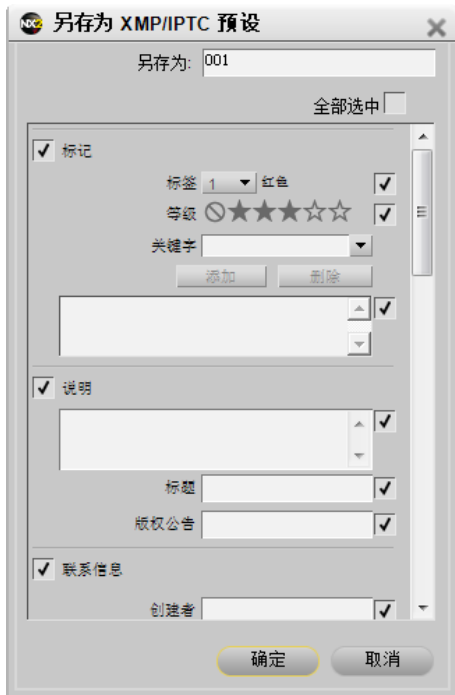 NX2 另存为 XMP/IPTC 预设
另存为: 001
全部选中
标记
标签 1 红色
等级
关键字
添加 删除
说明
标题
版权公告
联系信息
创建者
确定 取消